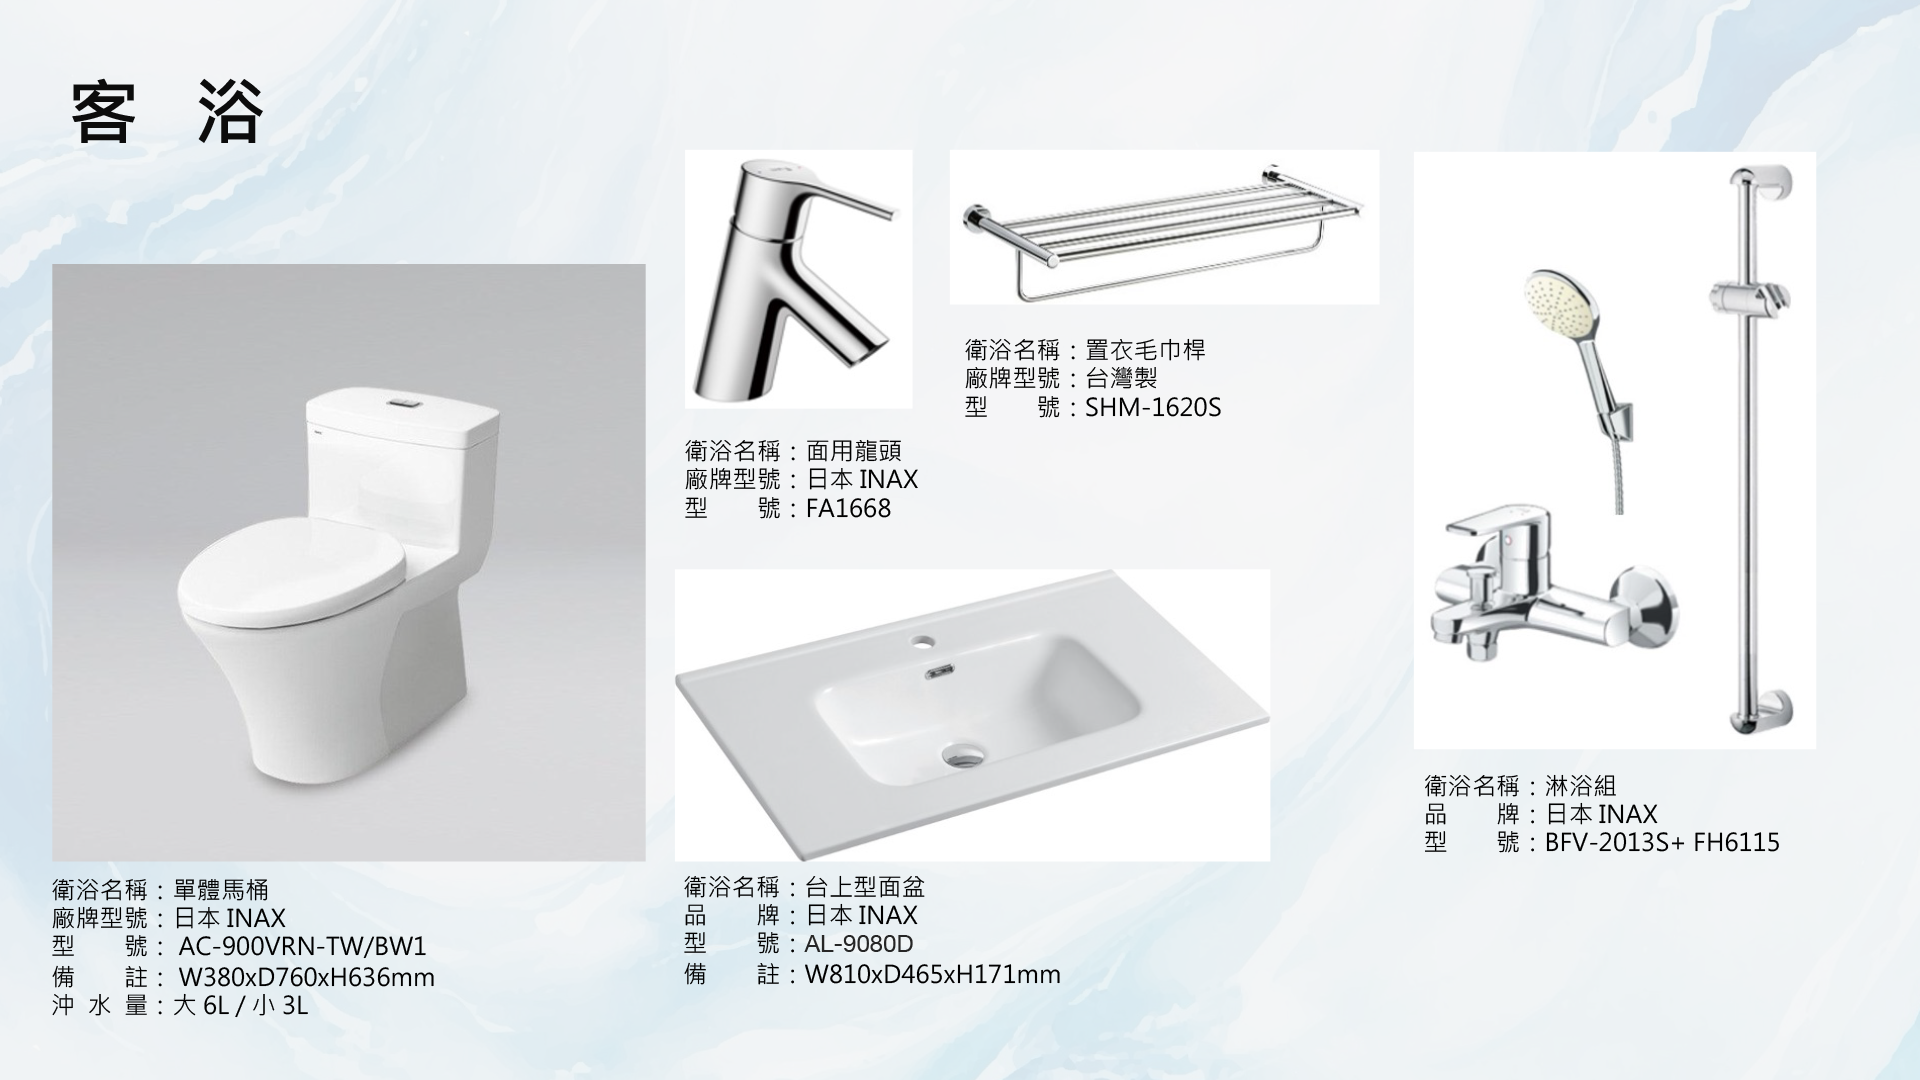 客 浴
衛浴名稱：單體馬桶
廠牌型號：日本 INAX
型　　號： AC-900VRN-TW/BW1
備　　註： W380xD760xH636mm
沖 水 量：大 6L / 小 3L
衛浴名稱：面用龍頭
廠牌型號：日本 INAX
型　　號：FA1668
衛浴名稱：置衣毛巾桿
廠牌型號：台灣製
型　　號：SHM-1620S
衛浴名稱：台上型面盆
品　　牌：日本 INAX
型　　號：AL-9080D
備　　註：W810xD465xH171mm
衛浴名稱：淋浴組
品　　牌：日本 INAX
型　　號：BFV-2013S+ FH6115